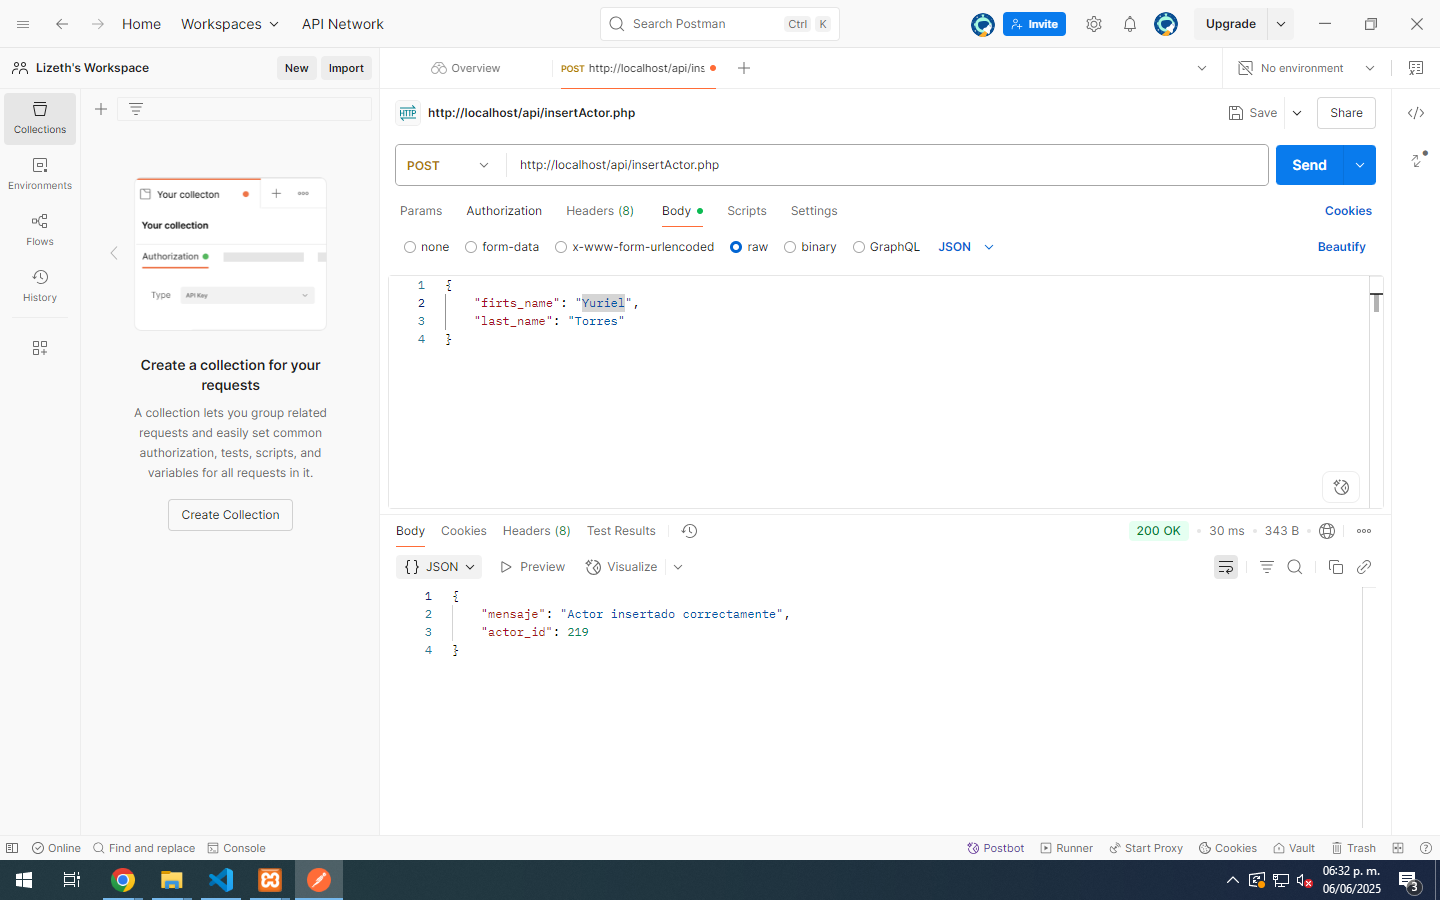 Home Workspaces API Network Search Postman Ctrl K Invite Upgrade
Lizeth's Workspace New Import Overview POST http://localhost/api/ins No environment
Collections
Environments
Flows
History
Your collecton
Your collection
Authorization
Type API Key
Create a collection for your
requests
A collection lets you group related
requests and easily set common
authorization, tests, scripts, and
variables for all requests in it.
Create Collection
HTTP http://localhost/api/insertActor.php Save Share
POST http://localhost/api/insertActor.php Send
Params Authorization Headers (8) Body Scripts Settings Cookies
none form-data x-www-form-urlencoded raw binary GraphQL JSON Beautify
1 {
2 "firts_name": "Yuriel",
3 "last_name": "Torres"
4 }
Body Cookies Headers (8) Test Results 200 OK 30 ms 343 B
{} JSON Preview Visualize
1 {
2 "mensaje": "Actor insertado correctamente",
3 "actor_id": 219
4 }
Online Find and replace Console Postbot Runner Start Proxy Cookies Vault Trash
06:32 p. m.
06/06/2025
3